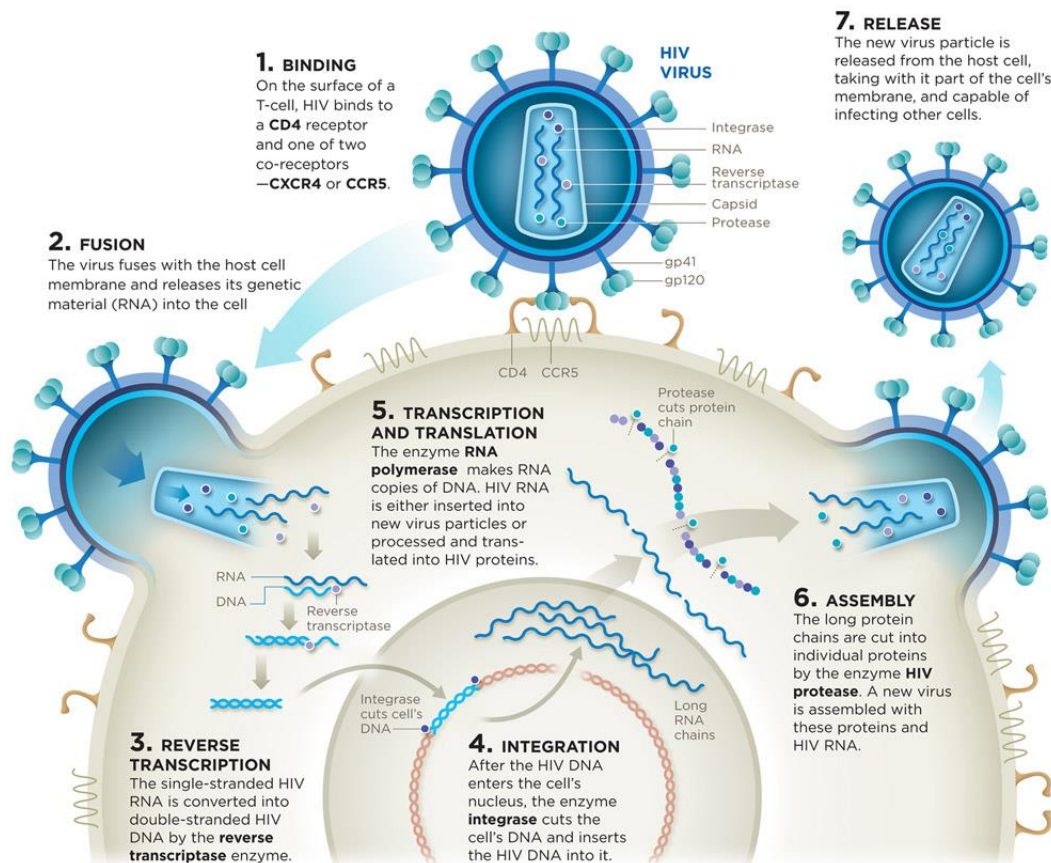 1. BINDING
On the surface of a
T-cell, HIV binds to
a CD4 receptor
and one of two
co-receptors
—CXCR4 or CCR5.
HIV
VIRUS
Integrase
RNA
Reverse
transcriptase
Capsid
Protease
gp41
gp120
7. RELEASE
The new virus particle is
released from the host cell,
taking with it part of the cell's
membrane, and capable of
infecting other cells.
2. FUSION
The virus fuses with the host cell
membrane and releases its genetic
material (RNA) into the cell
CD4
CCR5
5. TRANSCRIPTION
AND TRANSLATION
The enzyme RNA
polymerase makes RNA
copies of DNA. HIV RNA
is either inserted into
new virus particles or
processed and trans-
lated into HIV proteins.
Protease
cuts protein
chain
RNA
DNA
Reverse
transcriptase
3. REVERSE
TRANSCRIPTION
The single-stranded HIV
RNA is converted into
double-stranded HIV
DNA by the reverse
transcriptase enzyme.
Integrase
cuts cell's
DNA
4. INTEGRATION
After the HIV DNA
enters the cell's
nucleus, the enzyme
integrase cuts the
cell's DNA and inserts
the HIV DNA into it.
Long
RNA
chains
6. ASSEMBLY
The long protein
chains are cut into
individual proteins
by the enzyme HIV
protease. A new virus
is assembled with
these proteins and
HIV RNA.